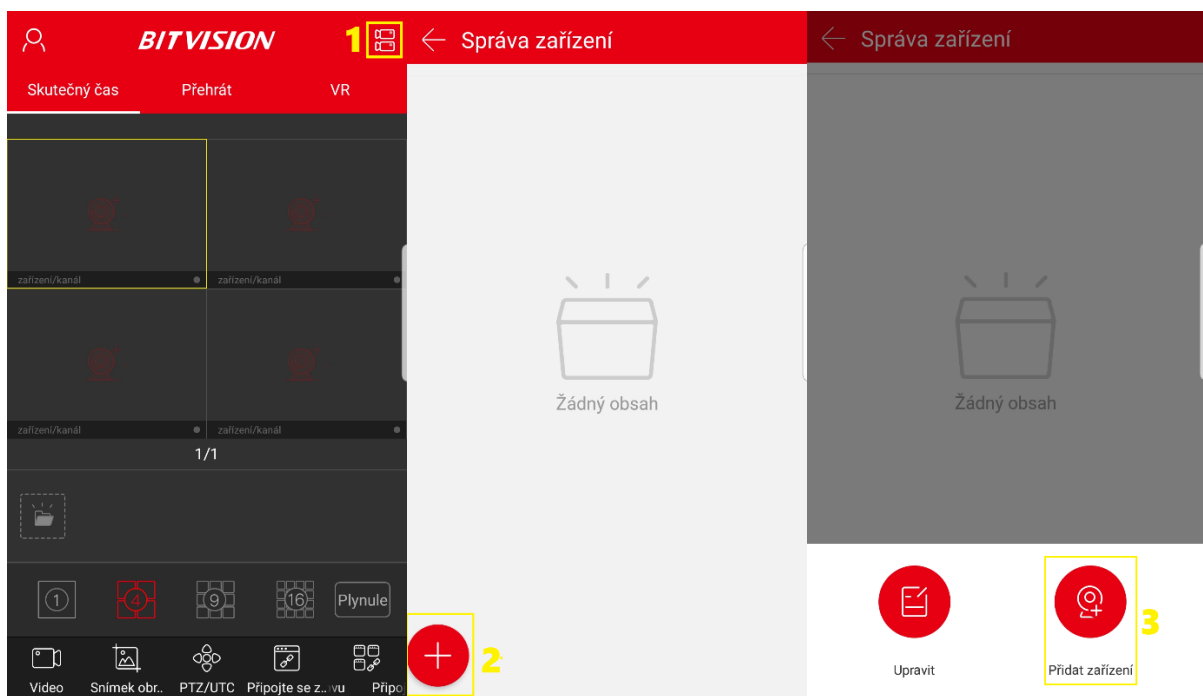 BITVISION
1
Skutečný čas
Přehrát
VR
zařízení/kanál
zařízení/kanál
zařízení/kanál
zařízení/kanál
1/1
1
4
9
16
Plynule
Video
Snímek obr..
PTZ/UTC
Připojte se z..vu
Připo
Správa zařízení
Žádný obsah
2
Správa zařízení
Žádný obsah
Upravit
Přidat zařízení
3